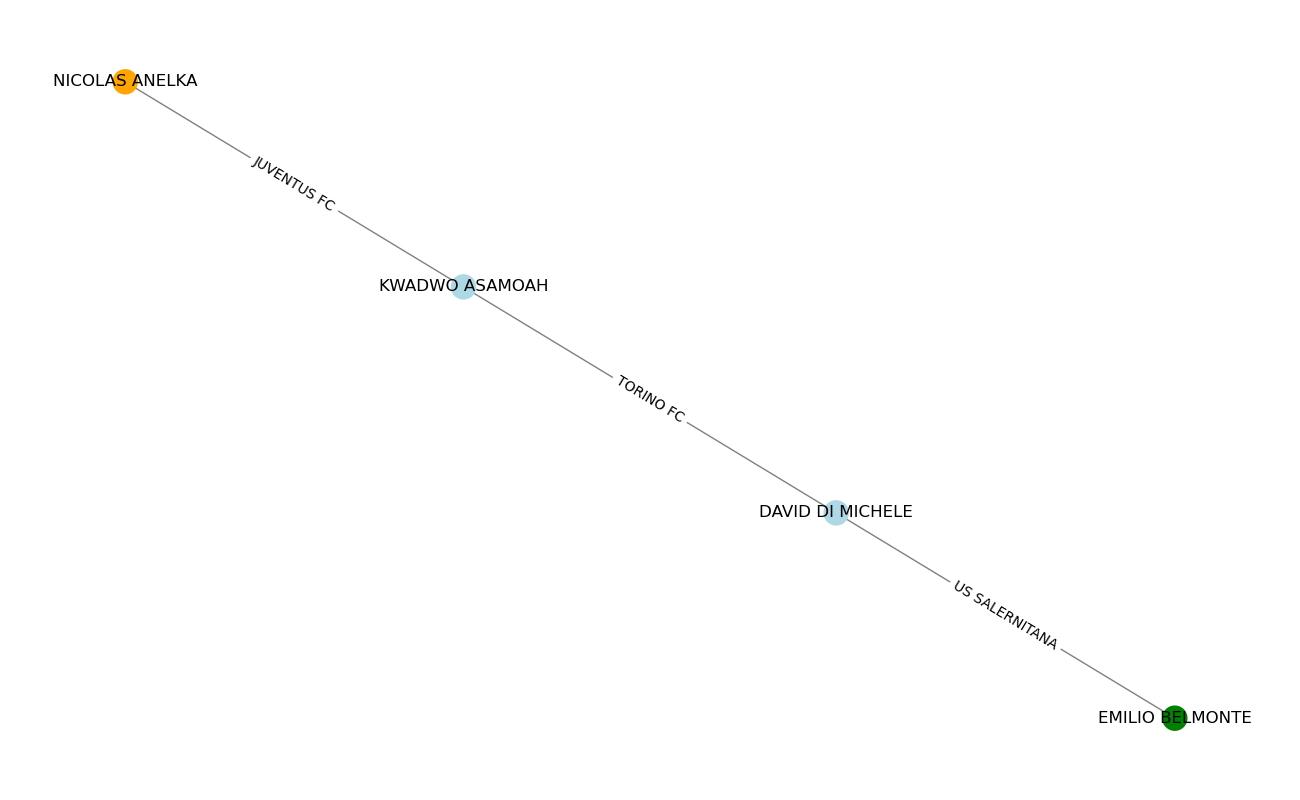 NICOLAS ANELKA
JUVENTUS FC
KWADWO ASAMOAH
TORINO FC
DAVID DI MICHELE
US SALERNITANA
EMILIO BELMONTE